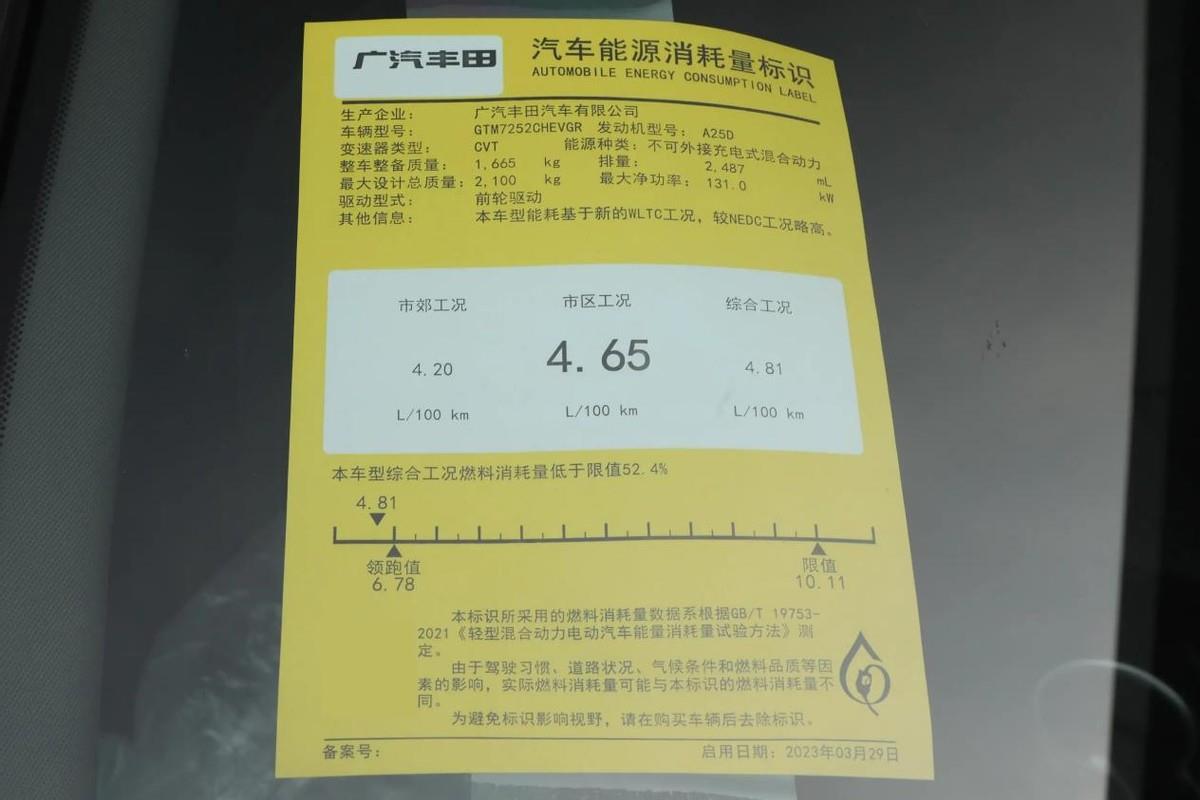 广汽丰田
汽车能源消耗量标识
AUTOMOBILE ENERGY CONSUMPTION LABEL
生产企业: 广汽丰田汽车有限公司
车辆型号: GTM7252CHEVGR 发动机型号: A25D
变速器类型: CVT 能源种类: 不可外接充电式混合动力
整车整备质量: 1,665 kg 排量: 2,487 mL
最大设计总质量: 2,100 kg 最大净功率: 131.0 kW
驱动型式: 前轮驱动
其他信息: 本车型能耗基于新的WLTC工况，较NEDC工况略高。
市郊工况 市区工况 综合工况
4.20 4.65 4.81
L/100 km L/100 km L/100 km
本车型综合工况燃料消耗量低于限值52.4%
4.81
领跑值 限值
6.78 10.11
本标识所采用的燃料消耗量数据系根据GB/T 19753-
2021《轻型混合动力电动汽车能量消耗量试验方法》测
定。
由于驾驶习惯、道路状况、气候条件和燃料品质等因
素的影响，实际燃料消耗量可能与本标识的燃料消耗量不
同。
为避免标识影响视野，请在购买车辆后去除标识。
备案号: 启用日期: 2023年03月29日